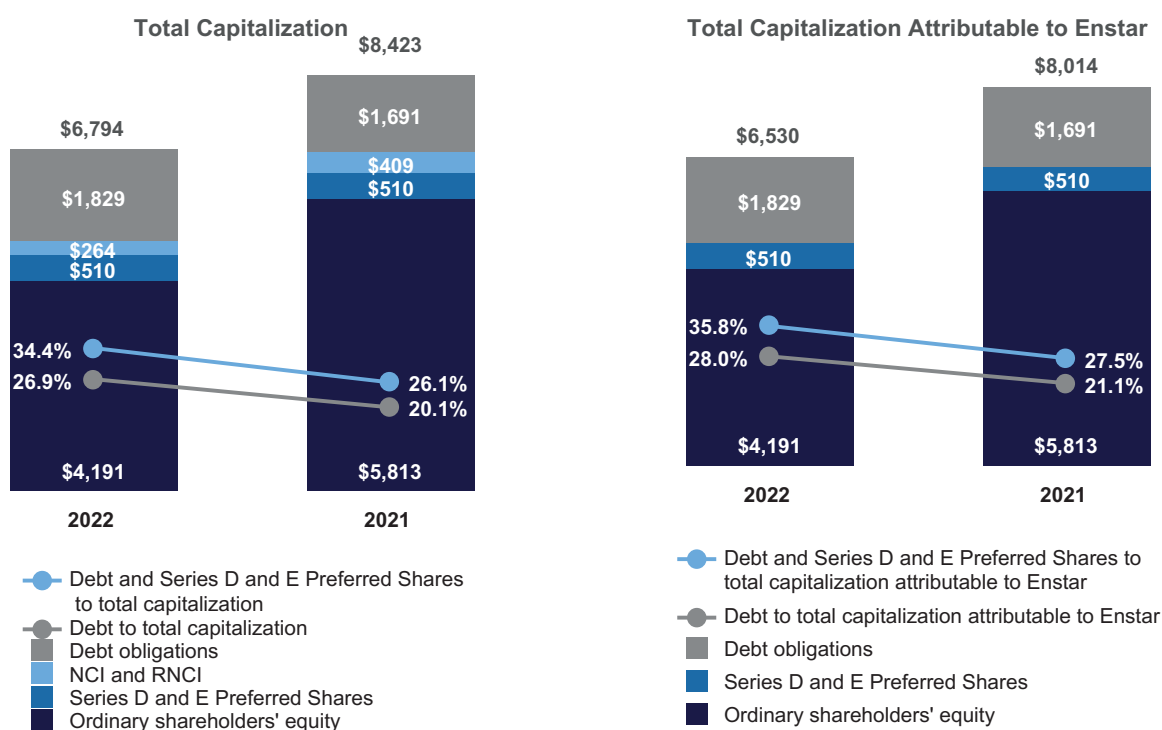 Total Capitalization
$8,423
$6,794
$1,691
$409
$510
$1,829
$264
$510
34.4%
26.9%
26.1%
20.1%
$4,191
$5,813
2022
2021
Debt and Series D and E Preferred Shares
to total capitalization
Debt to total capitalization
Debt obligations
NCI and RNCI
Series D and E Preferred Shares
Ordinary shareholders' equity
Total Capitalization Attributable to Enstar
$8,014
$6,530
$1,691
$510
$1,829
$510
35.8%
28.0%
27.5%
21.1%
$4,191
$5,813
2022
2021
Debt and Series D and E Preferred Shares to
total capitalization attributable to Enstar
Debt to total capitalization attributable to Enstar
Debt obligations
Series D and E Preferred Shares
Ordinary shareholders' equity